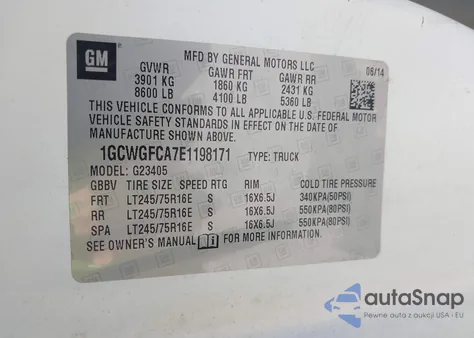 GM
MFD BY GENERAL MOTORS LLC
06/14
GVWR GAWR FRT GAWR RR
3901 KG 1860 KG 2431 KG
8600 LB 4100 LB 5360 LB
THIS VEHICLE CONFORMS TO ALL APPLICABLE U.S. FEDERAL MOTOR
VEHICLE SAFETY STANDARDS IN EFFECT ON THE DATE OF
MANUFACTURE SHOWN ABOVE.
1GCWGFCA7E1198171 TYPE: TRUCK
MODEL: G23405
GBBV TIRE SIZE SPEED RTG RIM COLD TIRE PRESSURE
FRT LT245/75R16E S 16X6.5J 340KPA(50PSI)
RR LT245/75R16E S 16X6.5J 550KPA(80PSI)
SPA LT245/75R16E S 16X6.5J 550KPA(80PSI)
SEE OWNER'S MANUAL FOR MORE INFORMATION.
autoSnap
Pewne auta z aukcji USA i EU